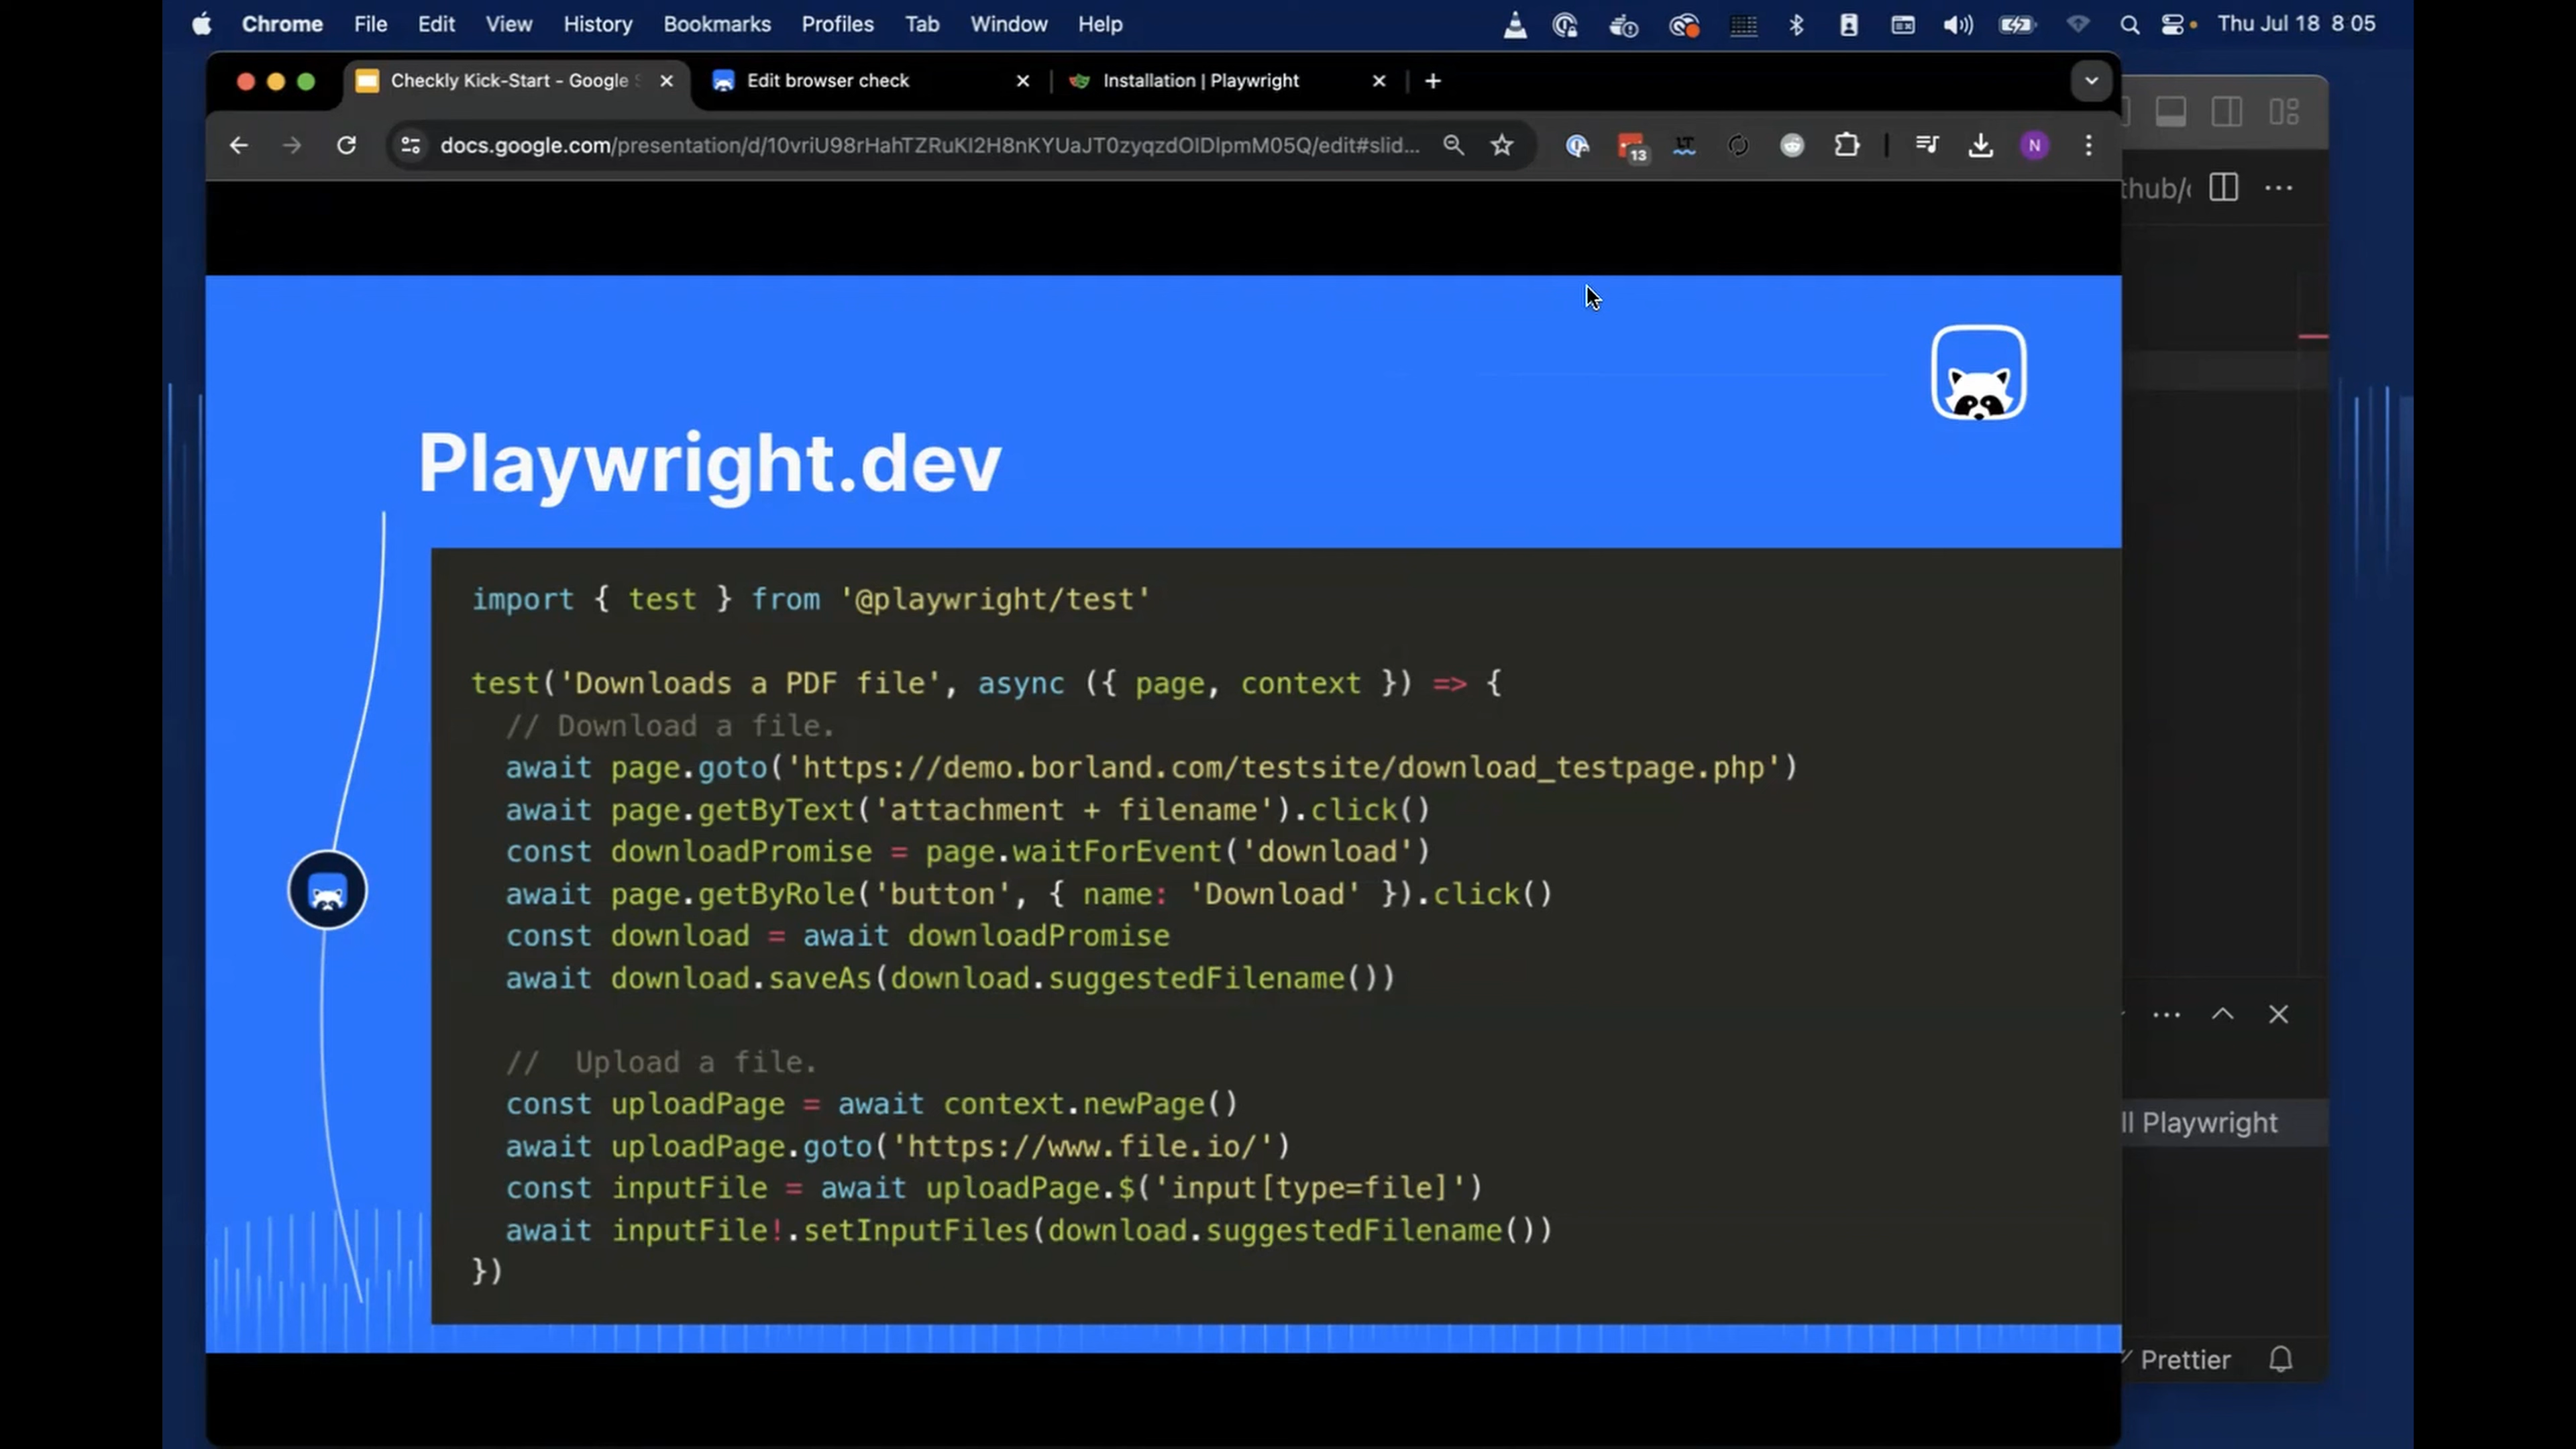 Chrome File Edit View History Bookmarks Profiles Tab Window Help Thu Jul 18 8 05
Checkly Kick-Start - Google Edit browser check Installation | Playwright
docs.google.com/presentation/d/10vriU98rHahTZRuKI2H8nKYUaJT0zyqzdOIDIpmM05Q/edit#slid... 13 N
thub/
Playwright.dev
import { test } from '@playwright/test'
test('Downloads a PDF file', async ({ page, context }) => {
// Download a file.
await page.goto('https://demo.borland.com/testsite/download_testpage.php')
await page.getByText('attachment + filename').click()
const downloadPromise = page.waitForEvent('download')
await page.getByRole('button', { name: 'Download' }).click()
const download = await downloadPromise
await download.saveAs(download.suggestedFilename())
// Upload a file.
const uploadPage = await context.newPage()
await uploadPage.goto('https://www.file.io/')
const inputFile = await uploadPage.$('input[type=file]')
await inputFile!.setInputFiles(download.suggestedFilename())
})
ll Playwright
Prettier